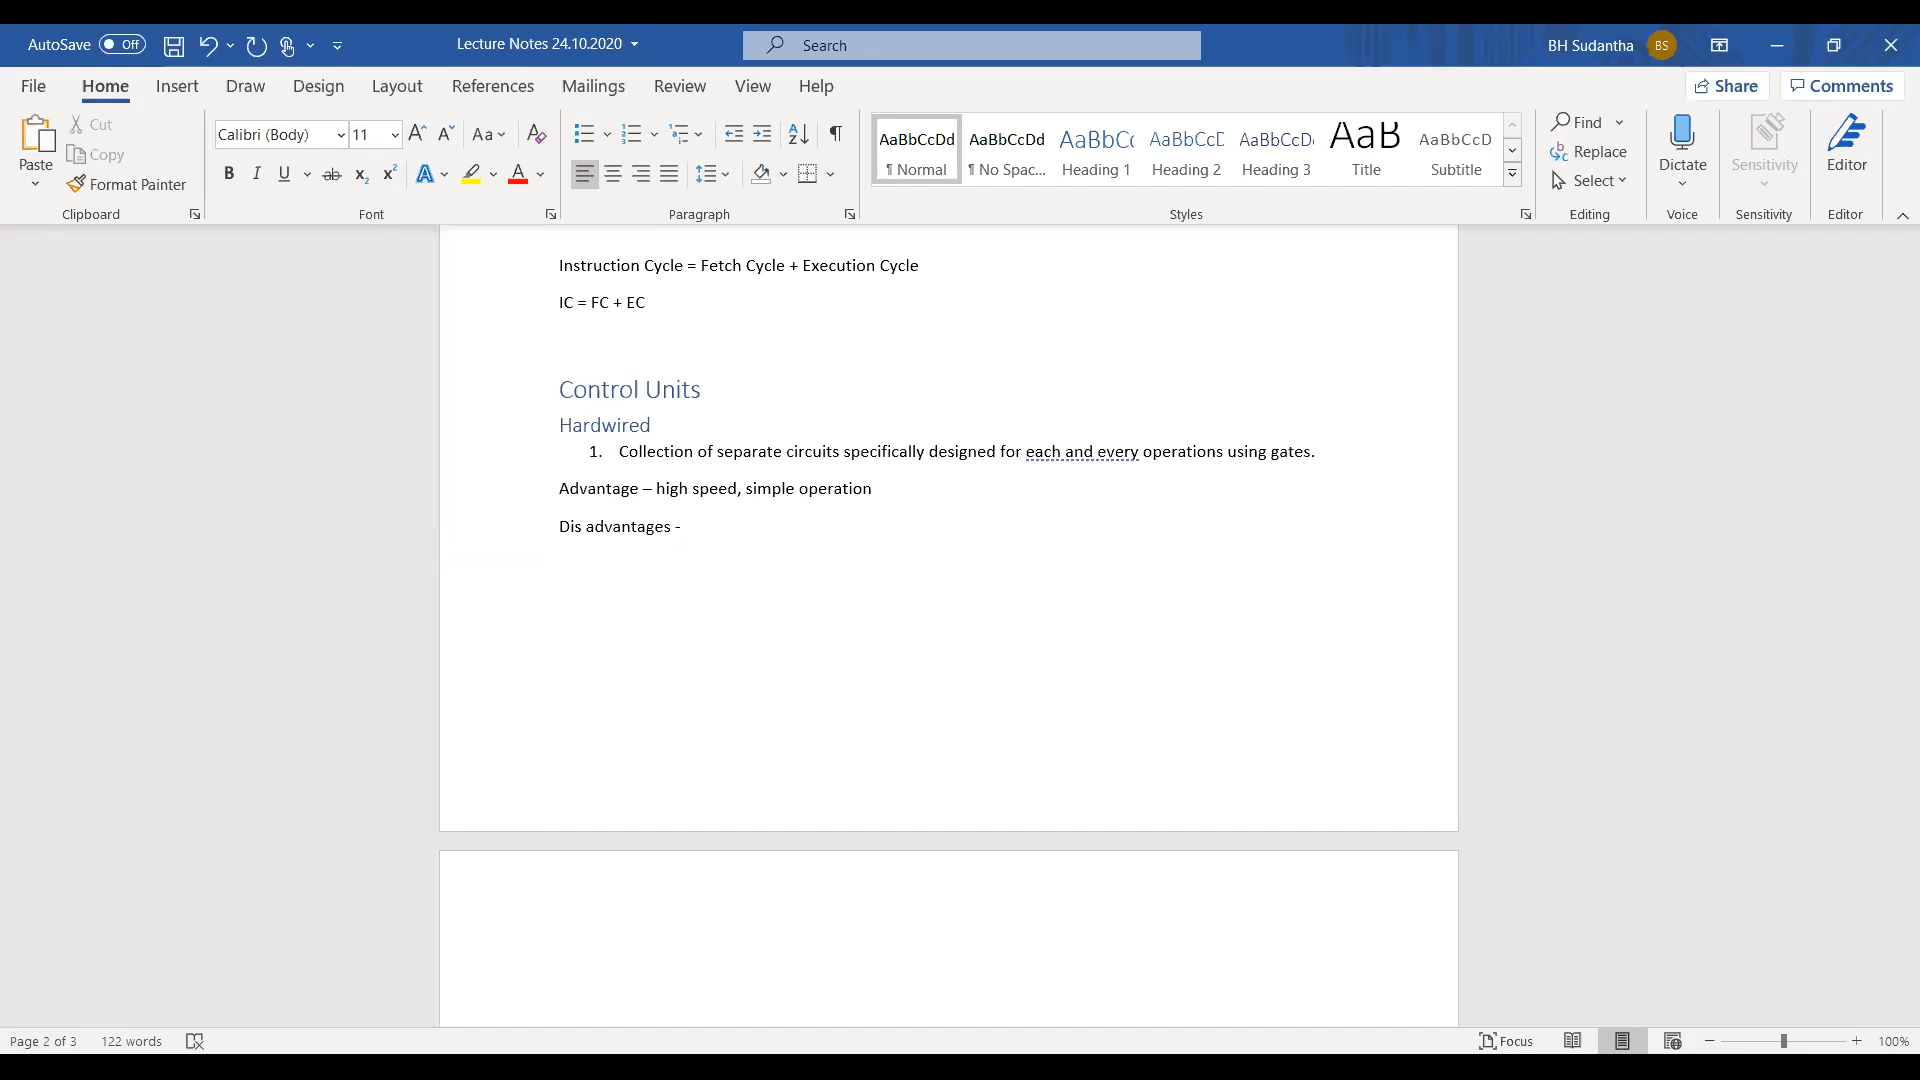 AutoSave Off Lecture Notes 24.10.2020 Search BH Sudantha BS
File Home Insert Draw Design Layout References Mailings Review View Help Share Comments
Paste Cut Copy Format Painter Clipboard
Calibri (Body) 11 A A Aa A
B I U ab x2 x2 A A Font
Paragraph
AaBbCcDd AaBbCcDd AaBbCc AaBbCcD AaBbCcD AaB AaBbCcD
¶ Normal ¶ No Spac... Heading 1 Heading 2 Heading 3 Title Subtitle
Styles
Find Replace Select Editing
Dictate Voice
Sensitivity Sensitivity
Editor Editor
Instruction Cycle = Fetch Cycle + Execution Cycle
IC = FC + EC
Control Units
Hardwired
1. Collection of separate circuits specifically designed for each and every operations using gates.
Advantage – high speed, simple operation
Dis advantages -
Page 2 of 3 122 words Focus 100%